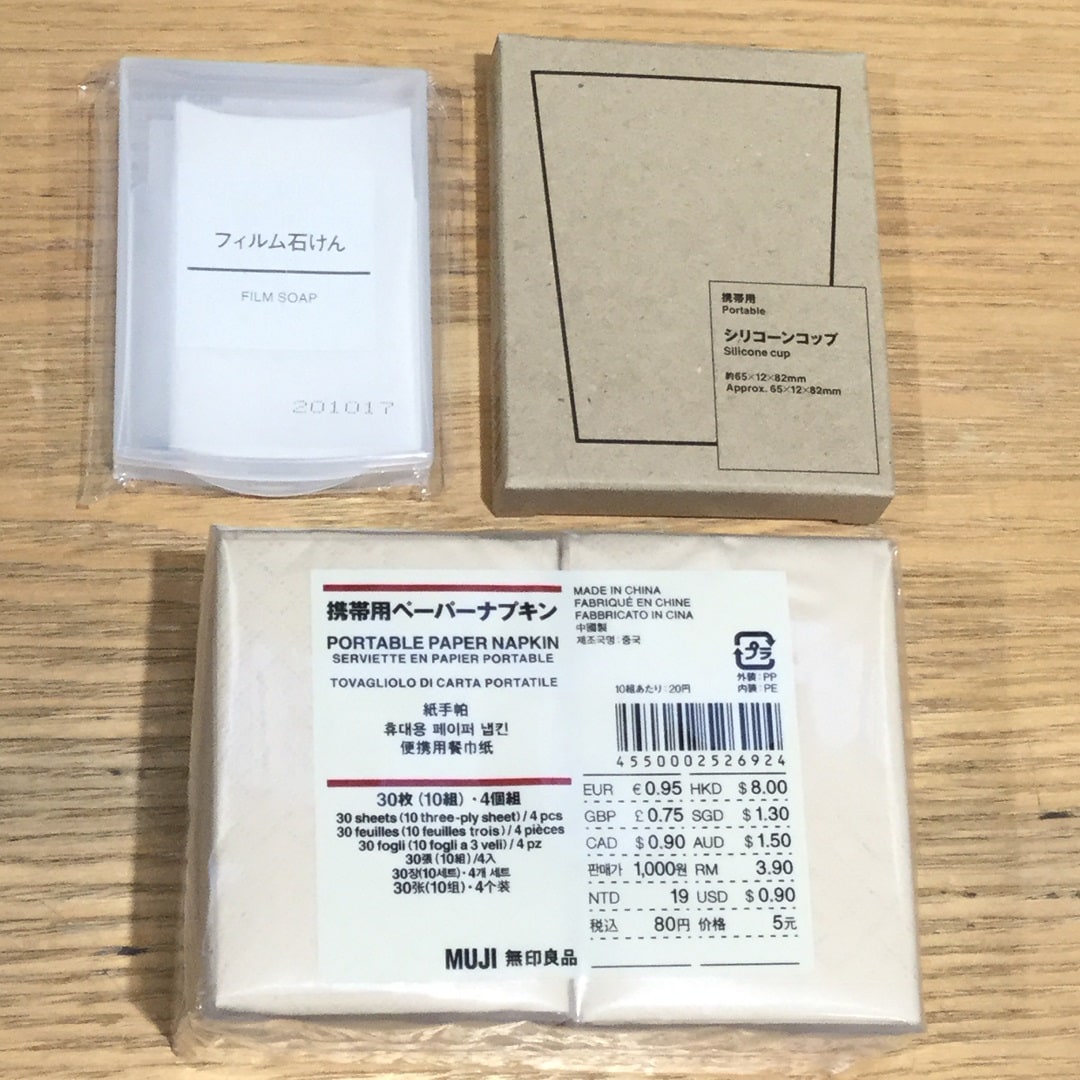 フィルム石けん
FILM SOAP
201017
携帯用
Portable
シリコーンコップ
Silicone cup
約65×12×82mm
Approx. 65×12×82mm
携帯用ペーパーナプキン
PORTABLE PAPER NAPKIN
SERVIETTE EN PAPIER PORTABLE
TOVAGLIOLO DI CARTA PORTATILE
紙手帕
휴대용 페이퍼 냅킨
便携用餐巾纸
30枚(10組)・4個組
30 sheets (10 three-ply sheet) / 4 pcs
30 feuilles (10 feuilles trois) / 4 pièces
30 fogli (10 fogli a 3 veli) / 4 pz
30張(10組)/4入
30장(10세트)・4개 세트
30张(10组)・4个装
MADE IN CHINA
FABRIQUÉ EN CHINE
FABBRICATO IN CINA
中國製
제조국명:중국
プラ
外装:PP
内装:PE
10組あたり:20円
4550002526924
EUR € 0.95 HKD $ 8.00
GBP £ 0.75 SGD $ 1.30
CAD $ 0.90 AUD $ 1.50
판매가 1,000원 RM 3.90
NTD 19 USD $ 0.90
税込 80円 价格 5元
MUJI 無印良品